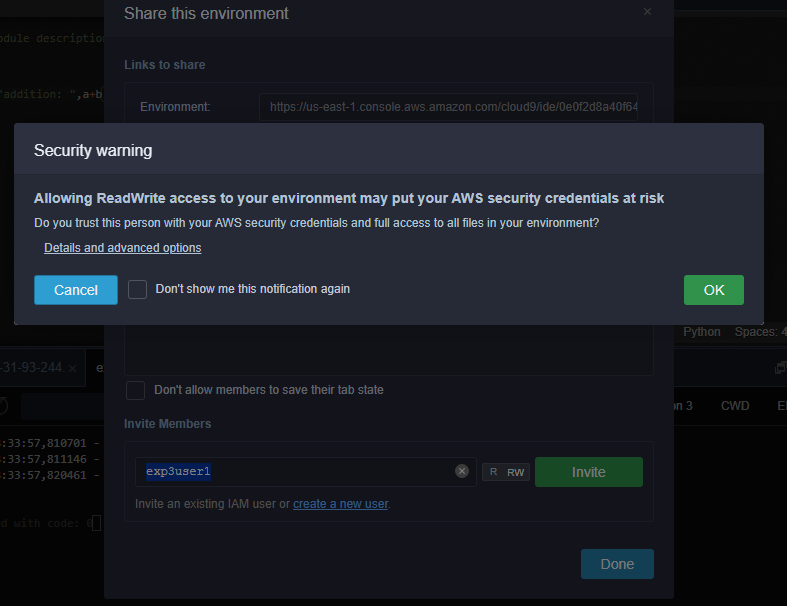 Share this environment
×
odule description
Links to share
"addition: ",a+b
Environment:
https://us-east-1.console.aws.amazon.com/cloud9/ide/0e0f2d8a40f64
Security warning
Allowing ReadWrite access to your environment may put your AWS security credentials at risk
Do you trust this person with your AWS security credentials and full access to all files in your environment?
Details and advanced options
Cancel
Don't show me this notification again
OK
Python Spaces: 4
-31-93-244. ×
Don't allow members to save their tab state
n 3 CWD
Invite Members
:33:57,810701 -
:33:57,811146 -
:33:57,820461 -
exp3user1
R RW
Invite
Invite an existing IAM user or create a new user.
d with code: 0
Done